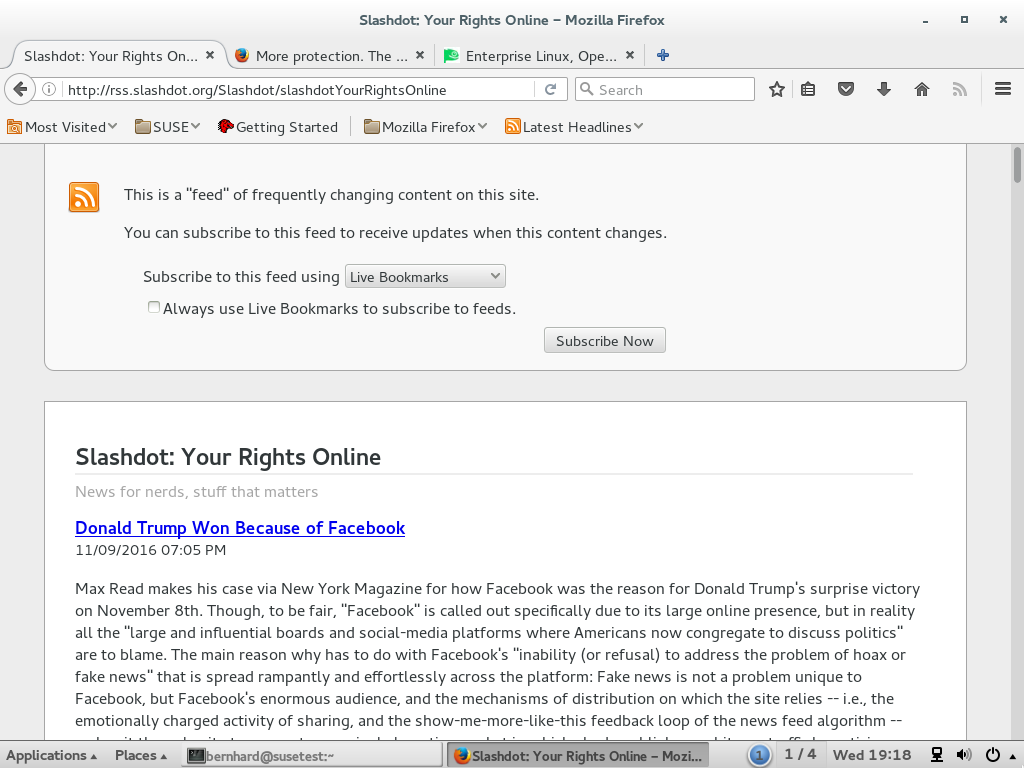 Slashdot: Your Rights Online – Mozilla Firefox
Slashdot: Your Rights On...
More protection. The ...
Enterprise Linux, Ope...
http://rss.slashdot.org/Slashdot/slashdotYourRightsOnline
Search
Most Visited
SUSE
Getting Started
Mozilla Firefox
Latest Headlines
This is a "feed" of frequently changing content on this site.
You can subscribe to this feed to receive updates when this content changes.
Subscribe to this feed using Live Bookmarks
Always use Live Bookmarks to subscribe to feeds.
Subscribe Now
Slashdot: Your Rights Online
News for nerds, stuff that matters
Donald Trump Won Because of Facebook
11/09/2016 07:05 PM
Max Read makes his case via New York Magazine for how Facebook was the reason for Donald Trump's surprise victory
on November 8th. Though, to be fair, "Facebook" is called out specifically due to its large online presence, but in reality
all the "large and influential boards and social-media platforms where Americans now congregate to discuss politics"
are to blame. The main reason why has to do with Facebook's "inability (or refusal) to address the problem of hoax or
fake news" that is spread rampantly and effortlessly across the platform: Fake news is not a problem unique to
Facebook, but Facebook's enormous audience, and the mechanisms of distribution on which the site relies -- i.e., the
emotionally charged activity of sharing, and the show-me-more-like-this feedback loop of the news feed algorithm --
Applications
Places
bernhard@susetest:~
Slashdot: Your Rights Online – Mozi...
1
1 / 4
Wed 19:18